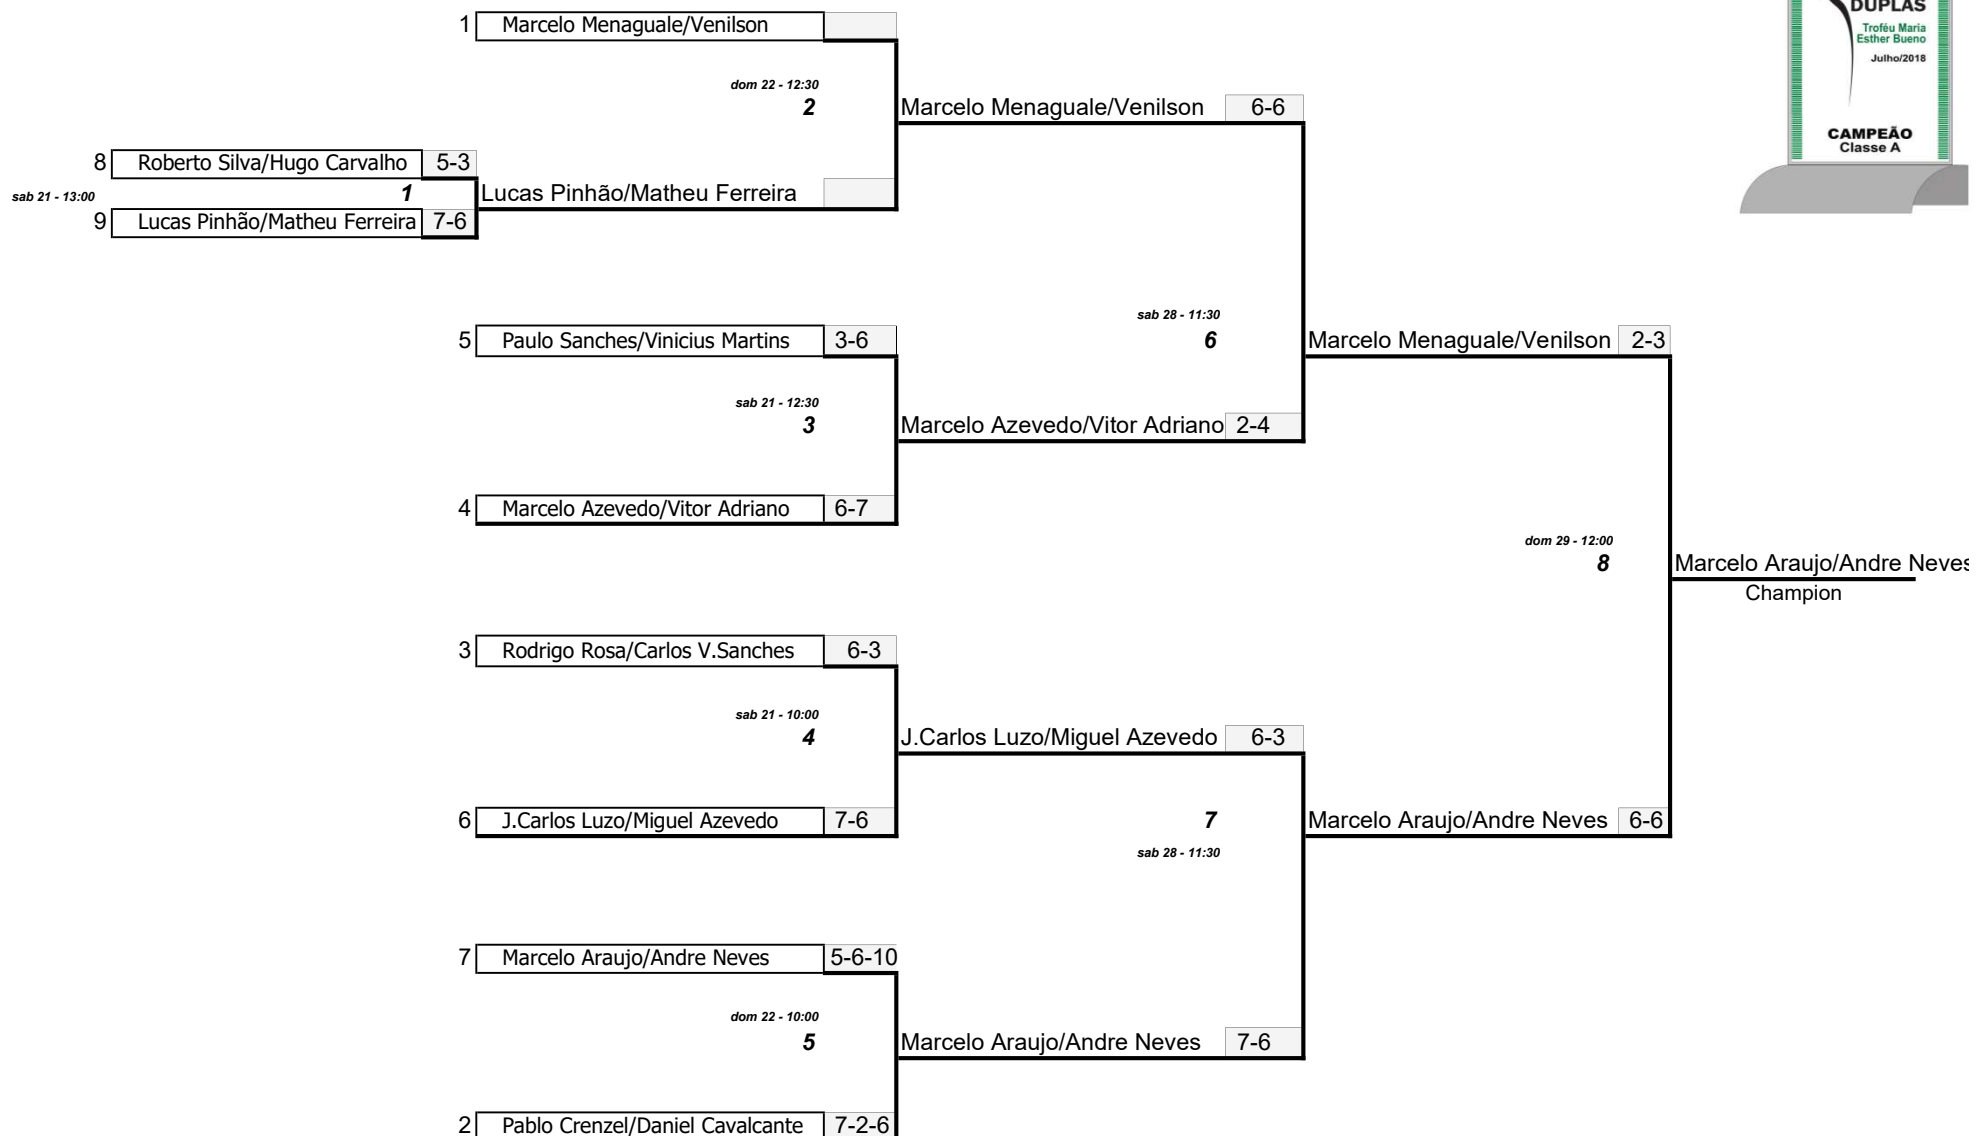 DUPLAS
Troféu Maria
Esther Bueno
Julho/2018
CAMPEÃO
Classe A
1 Marcelo Menaguale/Venilson
dom 22 - 12:30
2
Marcelo Menaguale/Venilson 6-6
8 Roberto Silva/Hugo Carvalho 5-3
sab 21 - 13:00
1
Lucas Pinhão/Matheu Ferreira
9 Lucas Pinhão/Matheu Ferreira 7-6
sab 28 - 11:30
5 Paulo Sanches/Vinicius Martins 3-6
6
Marcelo Menaguale/Venilson 2-3
sab 21 - 12:30
3
Marcelo Azevedo/Vitor Adriano 2-4
4 Marcelo Azevedo/Vitor Adriano 6-7
dom 29 - 12:00
8
Marcelo Araujo/Andre Neves
Champion
3 Rodrigo Rosa/Carlos V.Sanches 6-3
sab 21 - 10:00
4
J.Carlos Luzo/Miguel Azevedo 6-3
6 J.Carlos Luzo/Miguel Azevedo 7-6
7
Marcelo Araujo/Andre Neves 6-6
sab 28 - 11:30
7 Marcelo Araujo/Andre Neves 5-6-10
dom 22 - 10:00
5
Marcelo Araujo/Andre Neves 7-6
2 Pablo Crenzel/Daniel Cavalcante 7-2-6